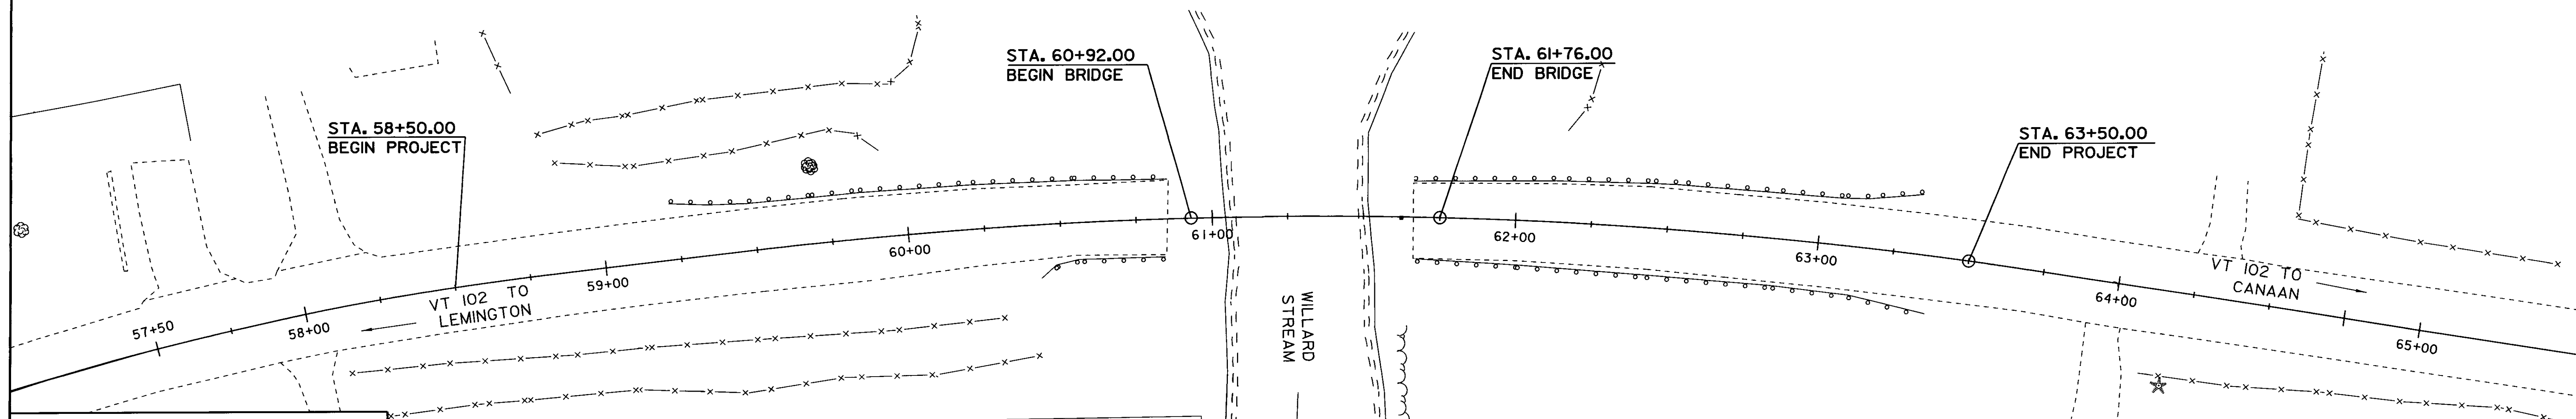 STA. 60+92.00
BEGIN BRIDGE
STA. 61+76.00
END BRIDGE
STA. 58+50.00
BEGIN PROJECT
STA. 63+50.00
END PROJECT
57+50
58+00
59+00
60+00
61+00
62+00
63+00
64+00
65+00
VT 102 TO
LEMINGTON
WILLARD
STREAM
VT 102 TO
CANAAN